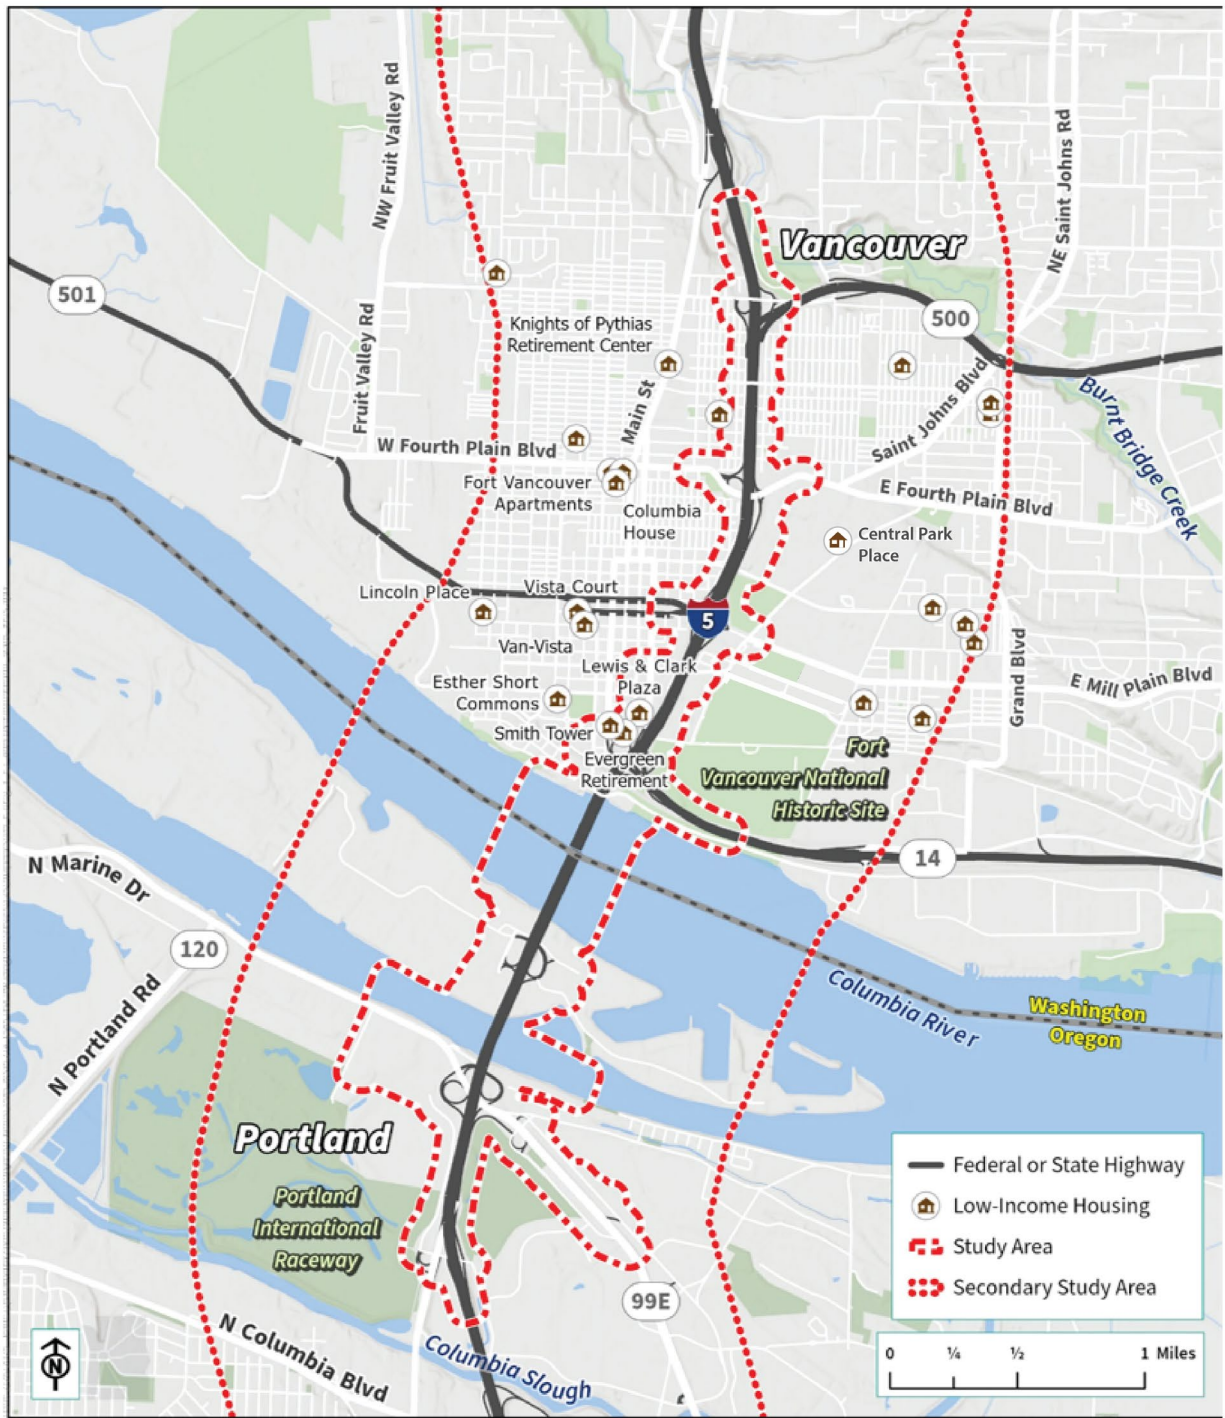 NW Fruit Valley Rd
NE Saint Johns Rd
Vancouver
501
500
Knights of Pythias
Retirement Center
Fruit Valley Rd
Main St
Saint Johns Blvd
Burnt Bridge Creek
W Fourth Plain Blvd
Fort Vancouver
Apartments
E Fourth Plain Blvd
Columbia
House
Central Park
Place
Lincoln Place
Vista Court
5
Van-Vista
Lewis & Clark
Plaza
Esther Short
Commons
Grand Blvd
E Mill Plain Blvd
Smith Tower
Evergreen
Retirement
Fort
Vancouver National
Historic Site
14
N Marine Dr
120
N Portland Rd
Columbia River
Washington
Oregon
Portland
Portland
International
Raceway
99E
N Columbia Blvd
Columbia Slough
Federal or State Highway
Low-Income Housing
Study Area
Secondary Study Area
N
0 ¼ ½ 1 Miles